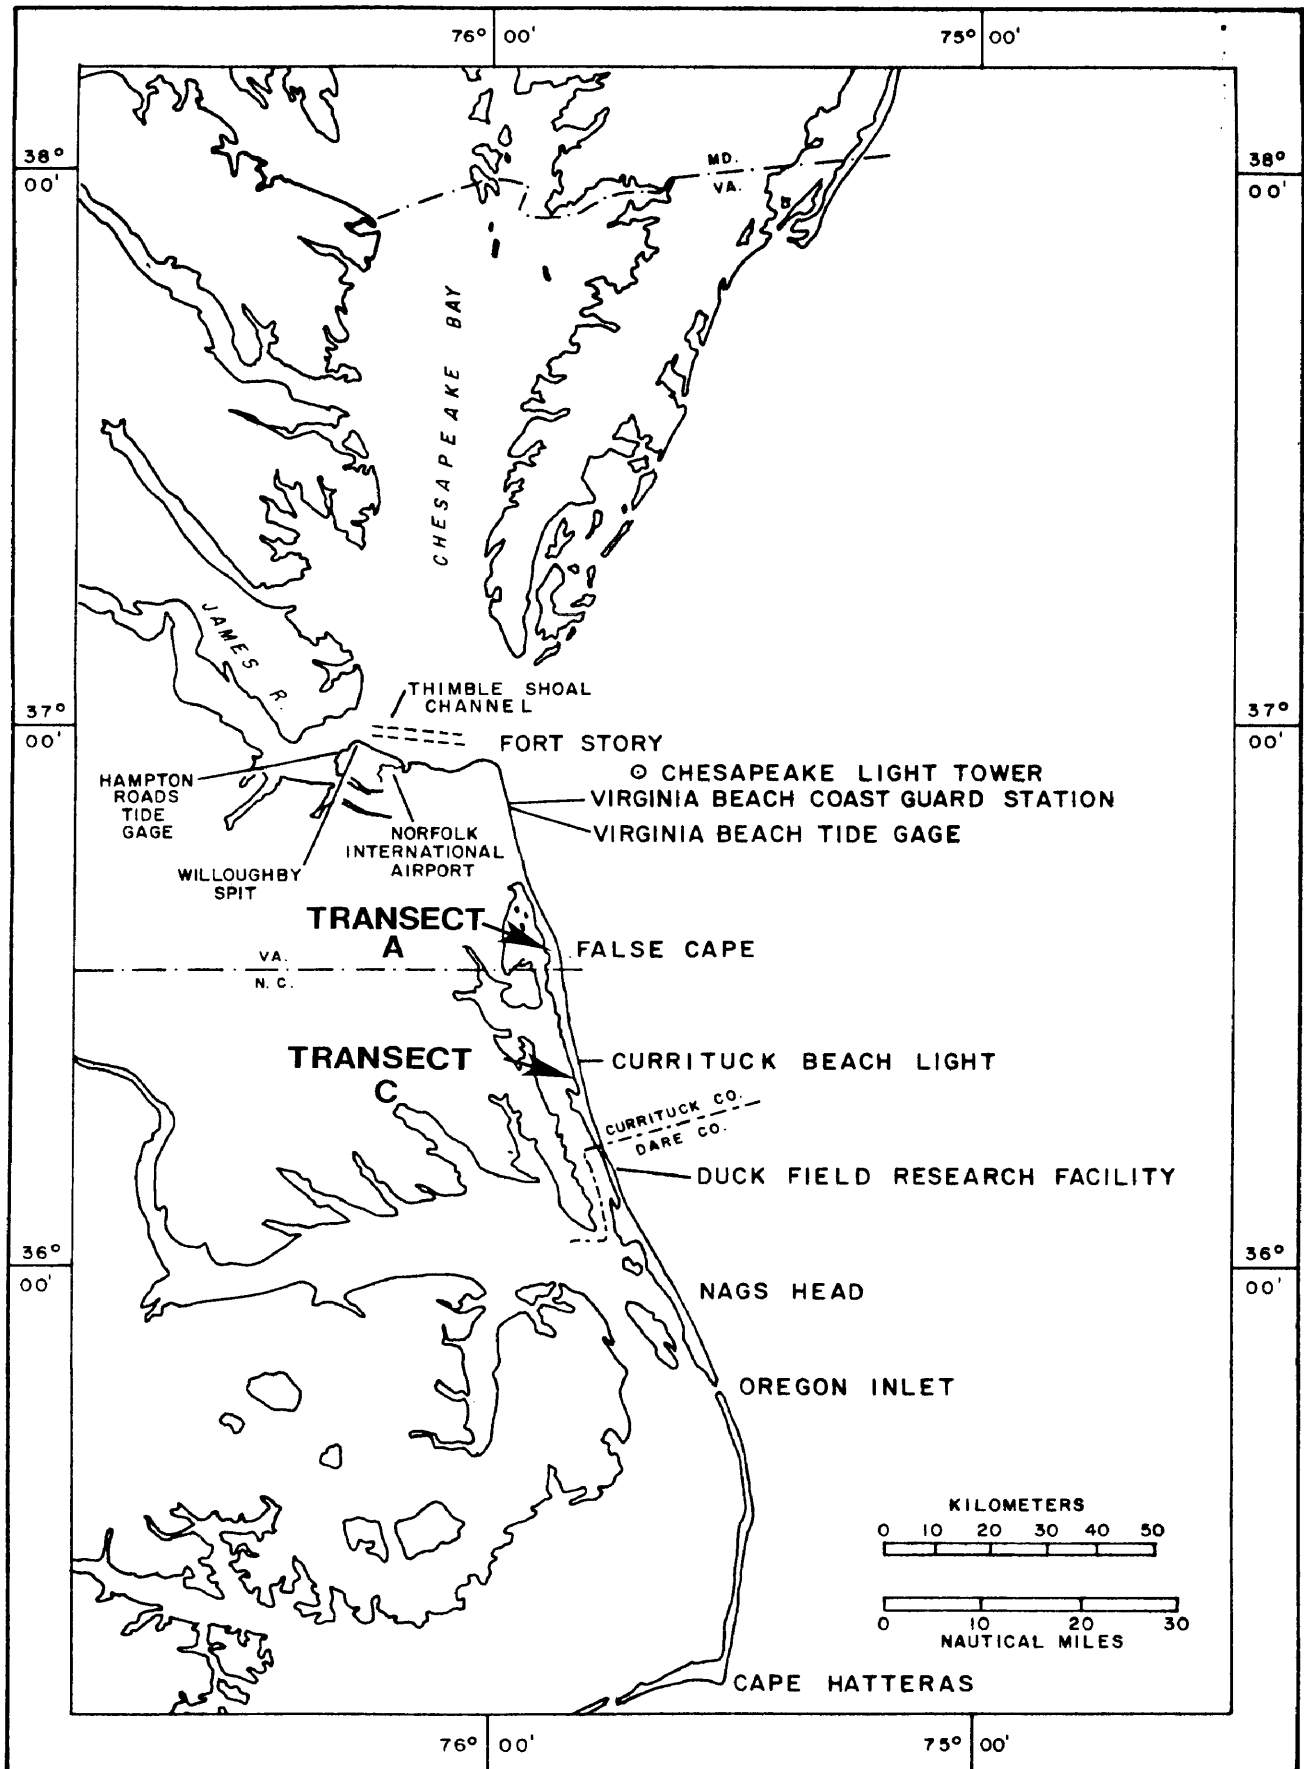 76° 00'
75° 00'
38°
00'
38°
00'
MD.
VA.
CHESAPEAKE BAY
JAMES R.
THIMBLE SHOAL
CHANNEL
37°
00'
37°
00'
FORT STORY
CHESAPEAKE LIGHT TOWER
VIRGINIA BEACH COAST GUARD STATION
VIRGINIA BEACH TIDE GAGE
HAMPTON
ROADS
TIDE
GAGE
NORFOLK
INTERNATIONAL
AIRPORT
WILLOUGHBY
SPIT
TRANSECT
A
FALSE CAPE
VA.
N.C.
TRANSECT
C
CURRITUCK BEACH LIGHT
CURRITUCK CO.
DARE CO.
DUCK FIELD RESEARCH FACILITY
36°
00'
36°
00'
NAGS HEAD
OREGON INLET
KILOMETERS
0 10 20 30 40 50
0 10 20 30
NAUTICAL MILES
CAPE HATTERAS
76° 00'
75° 00'